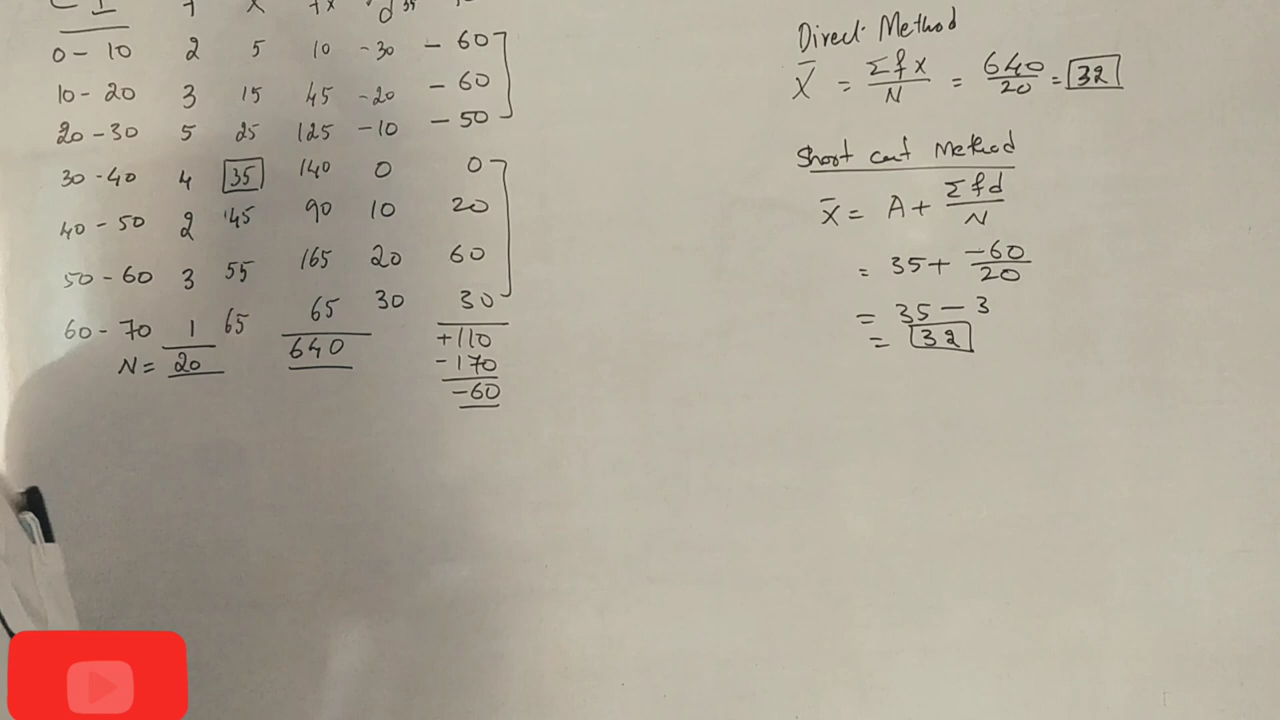 C I f x fx d
0 - 10 2 5 10 -30 - 60
10 - 20 3 15 45 -20 - 60
20 - 30 5 25 125 -10 - 50
30 - 40 4 35 140 0 0
40 - 50 2 45 90 10 20
50 - 60 3 55 165 20 60
60 - 70 1 65 65 30 30
N = 20 640 +110
- 170
-60
Direct Method
X̄ = Σfx/N = 640/20 = 32
Short cut Method
x̄ = A + Σfd/N
= 35 + -60/20
= 35 - 3
= 32